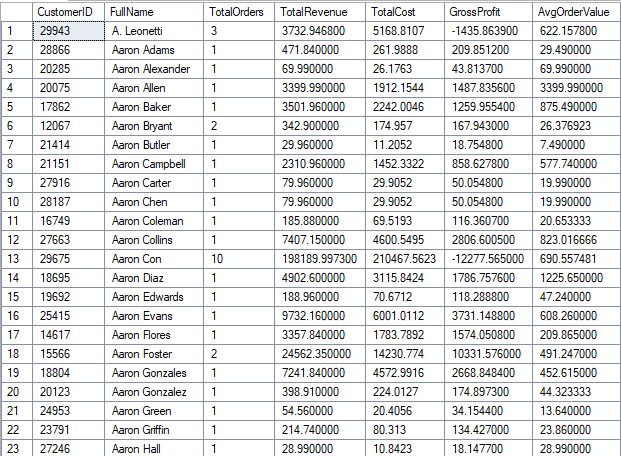 CustomerID FullName TotalOrders TotalRevenue TotalCost GrossProfit AvgOrderValue
1 29943 A. Leonetti 3 3732.946800 5168.8107 -1435.863900 622.157800
2 28866 Aaron Adams 1 471.840000 261.9888 209.851200 29.490000
3 20285 Aaron Alexander 1 69.990000 26.1763 43.813700 69.990000
4 20075 Aaron Allen 1 3399.990000 1912.1544 1487.835600 3399.990000
5 17862 Aaron Baker 1 3501.960000 2242.0046 1259.955400 875.490000
6 12067 Aaron Bryant 2 342.900000 174.957 167.943000 26.376923
7 21414 Aaron Butler 1 29.960000 11.2052 18.754800 7.490000
8 21151 Aaron Campbell 1 2310.960000 1452.3322 858.627800 577.740000
9 27916 Aaron Carter 1 79.960000 29.9052 50.054800 19.990000
10 28187 Aaron Chen 1 79.960000 29.9052 50.054800 19.990000
11 16749 Aaron Coleman 1 185.880000 69.5193 116.360700 20.653333
12 27663 Aaron Collins 1 7407.150000 4600.5495 2806.600500 823.016666
13 29675 Aaron Con 10 198189.997300 210467.5623 -12277.565000 690.557481
14 18695 Aaron Diaz 1 4902.600000 3115.8424 1786.757600 1225.650000
15 19692 Aaron Edwards 1 188.960000 70.6712 118.288800 47.240000
16 25415 Aaron Evans 1 9732.160000 6001.0112 3731.148800 608.260000
17 14617 Aaron Flores 1 3357.840000 1783.7892 1574.050800 209.865000
18 15566 Aaron Foster 2 24562.350000 14230.774 10331.576000 491.247000
19 18804 Aaron Gonzales 1 7241.840000 4572.9916 2668.848400 452.615000
20 20123 Aaron Gonzalez 1 398.910000 224.0127 174.897300 44.323333
21 24953 Aaron Green 1 54.560000 20.4056 34.154400 13.640000
22 23791 Aaron Griffin 1 214.740000 80.313 134.427000 23.860000
23 27246 Aaron Hall 1 28.990000 10.8423 18.147700 28.990000